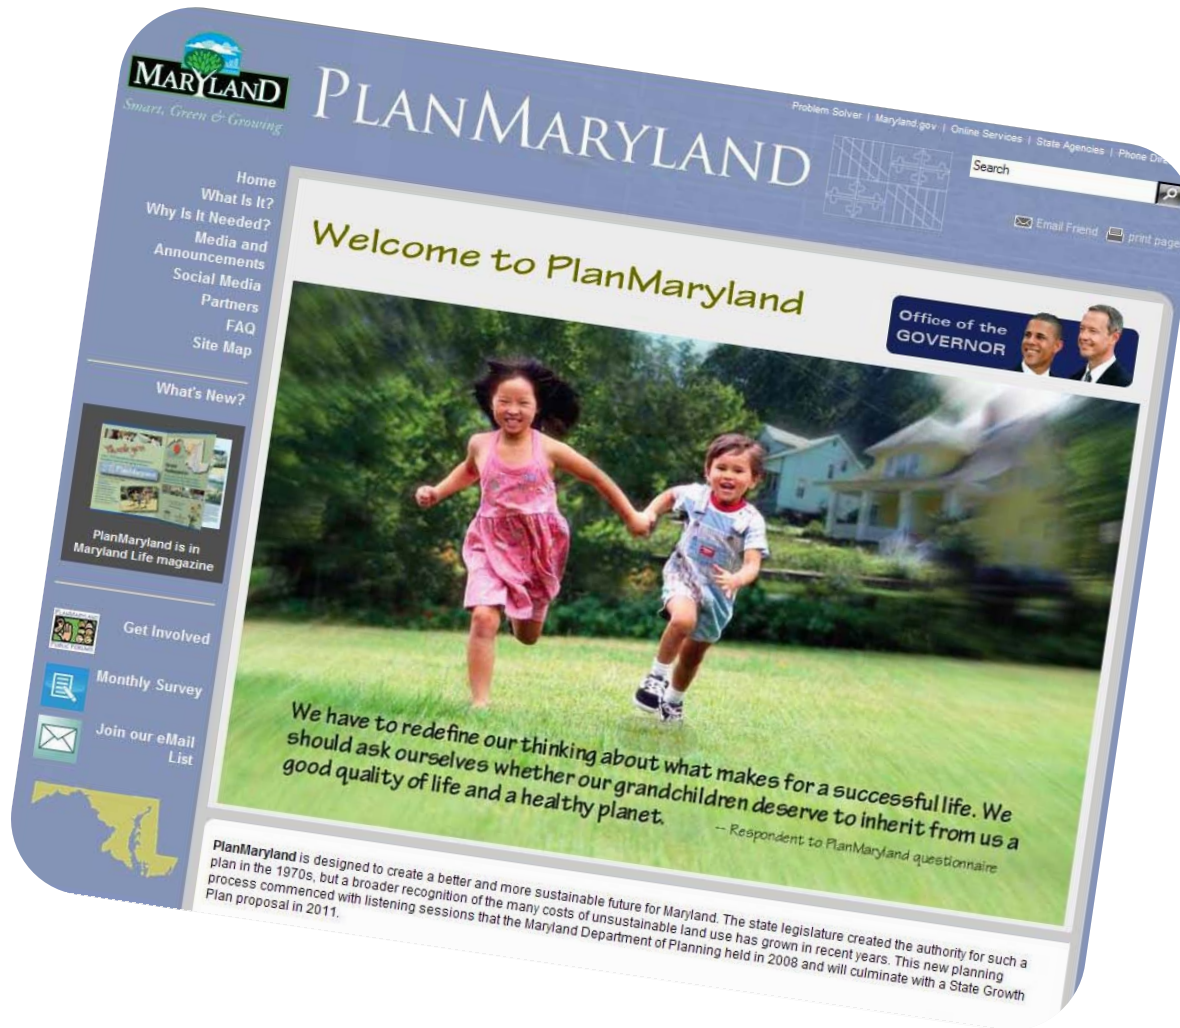 MARYLAND
Smart, Green & Growing
PLANMARYLAND
Problem Solver | Maryland.gov | Online Services | State Agencies | Phone
Search
Email Friend print page
Home
What Is It?
Why Is It Needed?
Media and
Announcements
Social Media
Partners
FAQ
Site Map
What's New?
PlanMaryland is in
Maryland Life magazine
Get Involved
Monthly Survey
Join our eMail
List
Welcome to PlanMaryland
Office of the
GOVERNOR
We have to redefine our thinking about what makes for a successful life. We
should ask ourselves whether our grandchildren deserve to inherit from us a
good quality of life and a healthy planet.
-- Respondent to PlanMaryland questionnaire
PlanMaryland is designed to create a better and more sustainable future for Maryland. The state legislature created the authority for such a
plan in the 1970s, but a broader recognition of the many costs of unsustainable land use has grown in recent years. This new planning
process commenced with listening sessions that the Maryland Department of Planning held in 2008 and will culminate with a State Growth
Plan proposal in 2011.